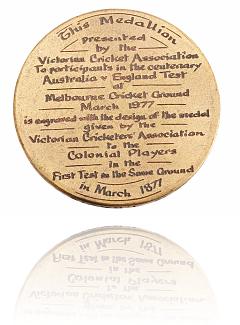 This Medallion
presented
by the
Victorian Cricket Association
To participants in the centenary
Australia v England Test
at
Melbourne Cricket Ground
March 1977
is engraved with the design of the medal
given by the
Victorian Cricketers' Association
to the
Colonial Players
in the
First Test on the Same Ground
in March 1877